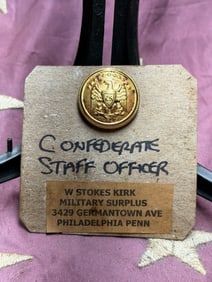 CONFEDERATE
STAFF OFFICER
W STOKES KIRK
MILITARY SURPLUS
3429 GERMANTOWN AVE
PHILADELPHIA PENN